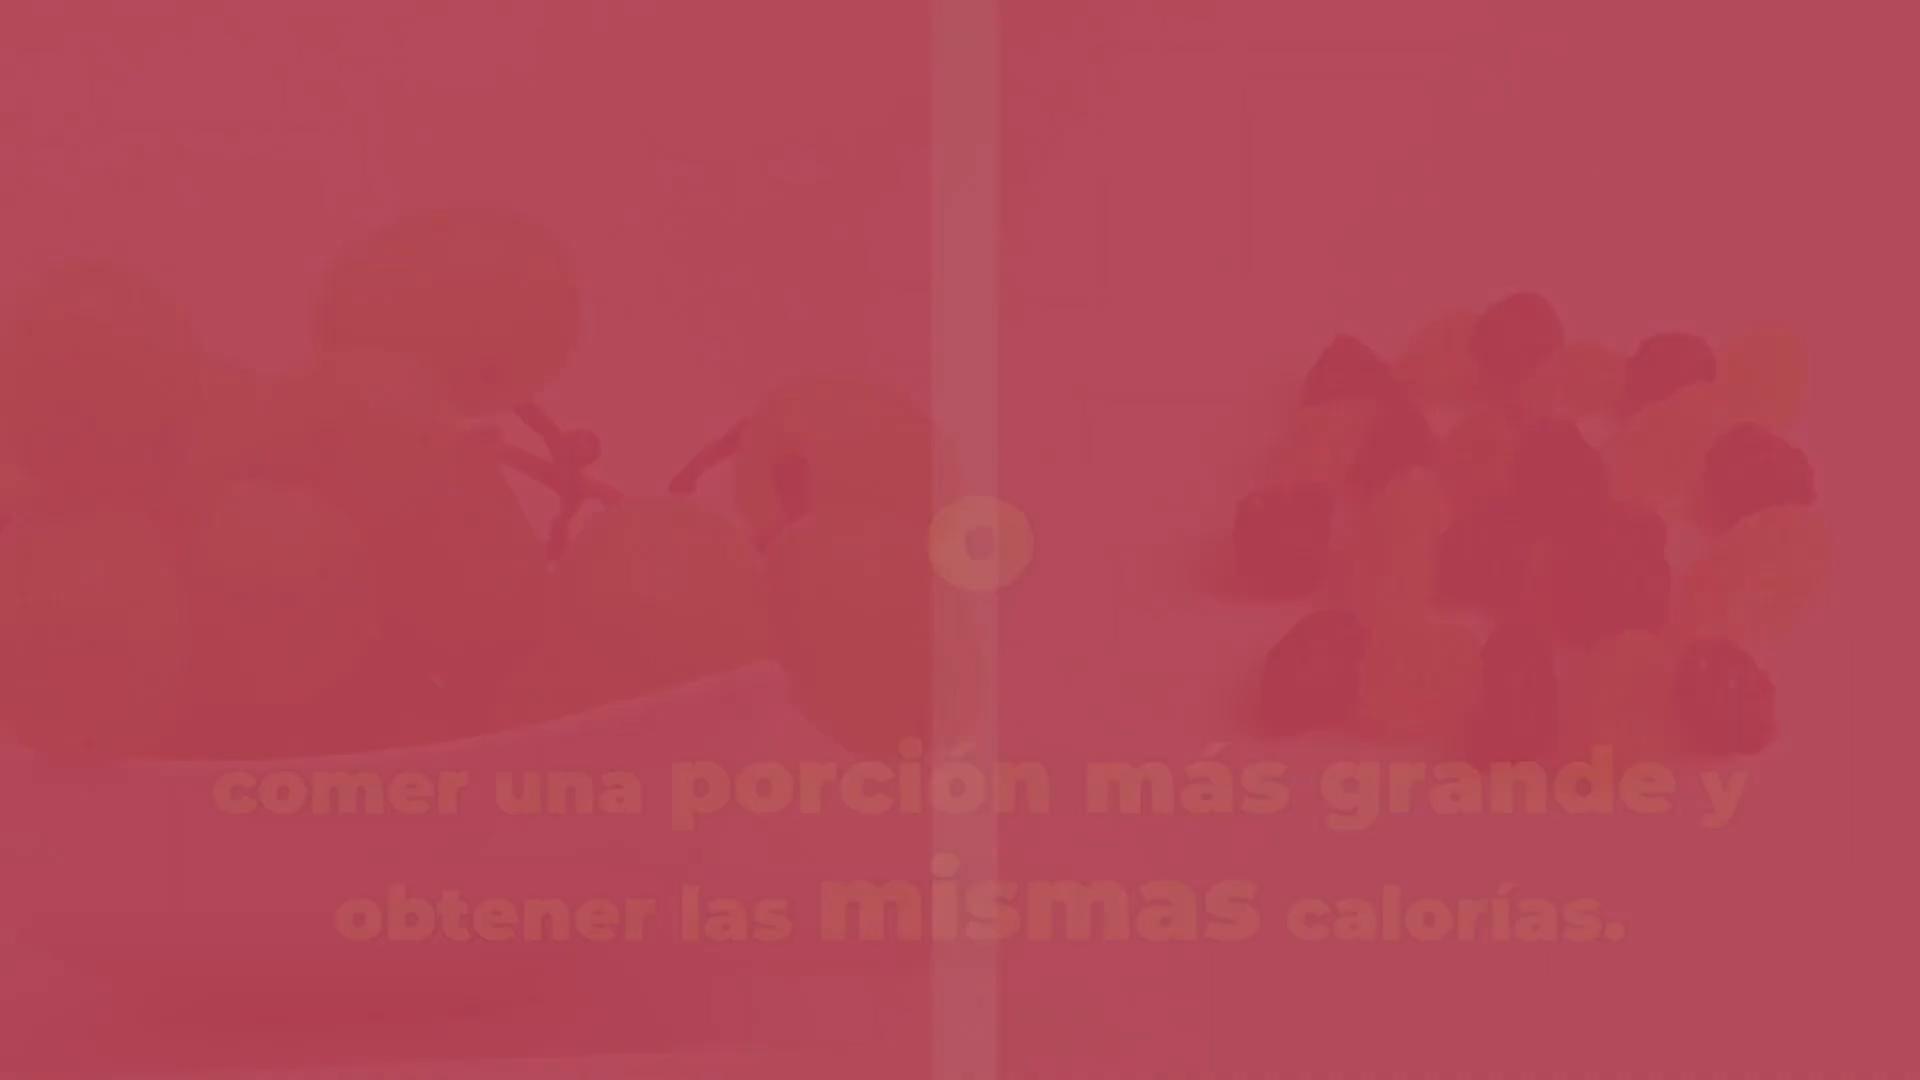 o
comer una porción más grande y
obtener las mismas calorías.